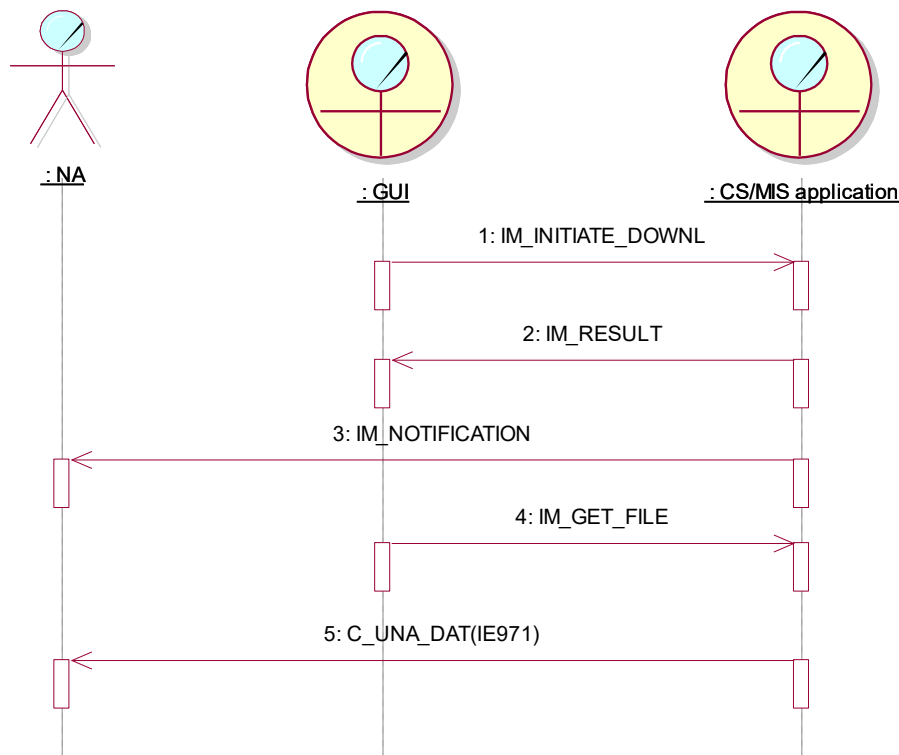 : NA
: GUI
: CS/MIS application
1: IM_INITIATE_DOWNL
2: IM_RESULT
3: IM_NOTIFICATION
4: IM_GET_FILE
5: C_UNA_DAT(IE971)